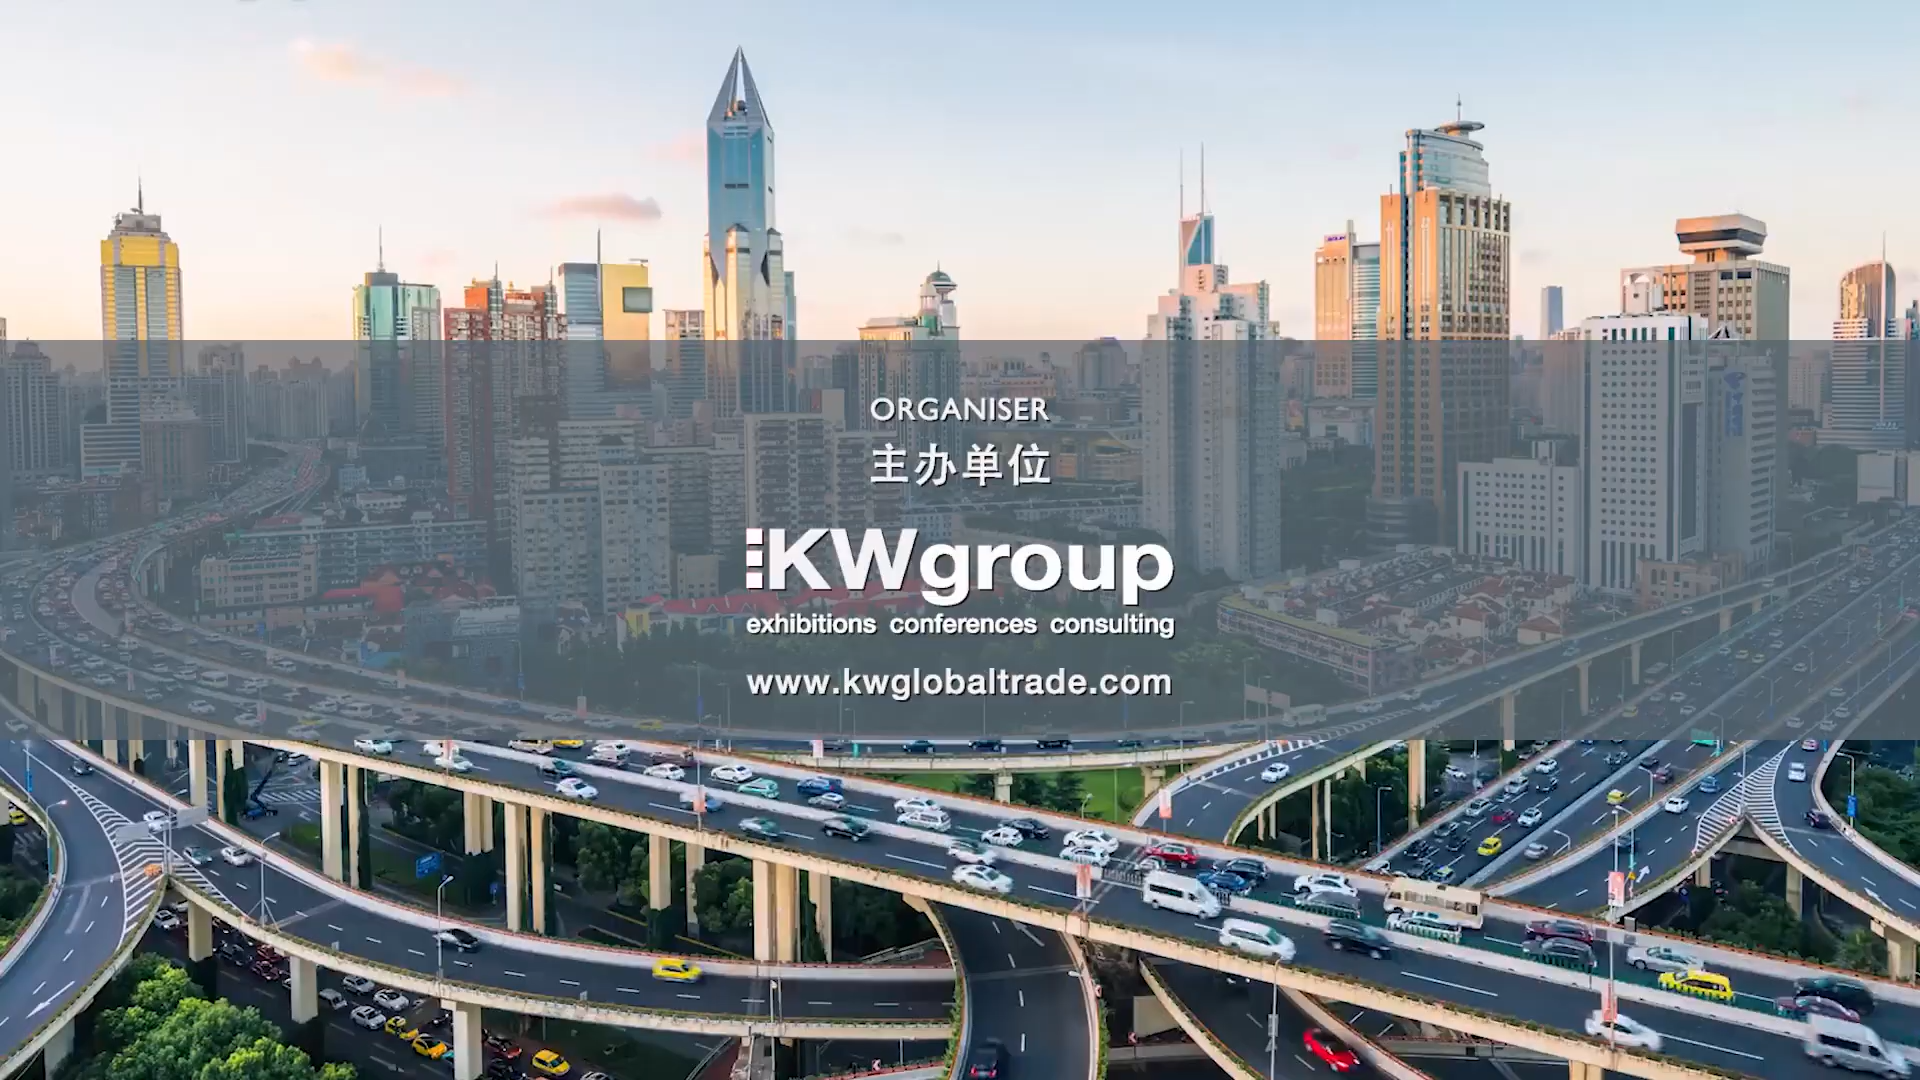 ORGANISER
主办单位
KWgroup
exhibitions conferences consulting
www.kwglobaltrade.com